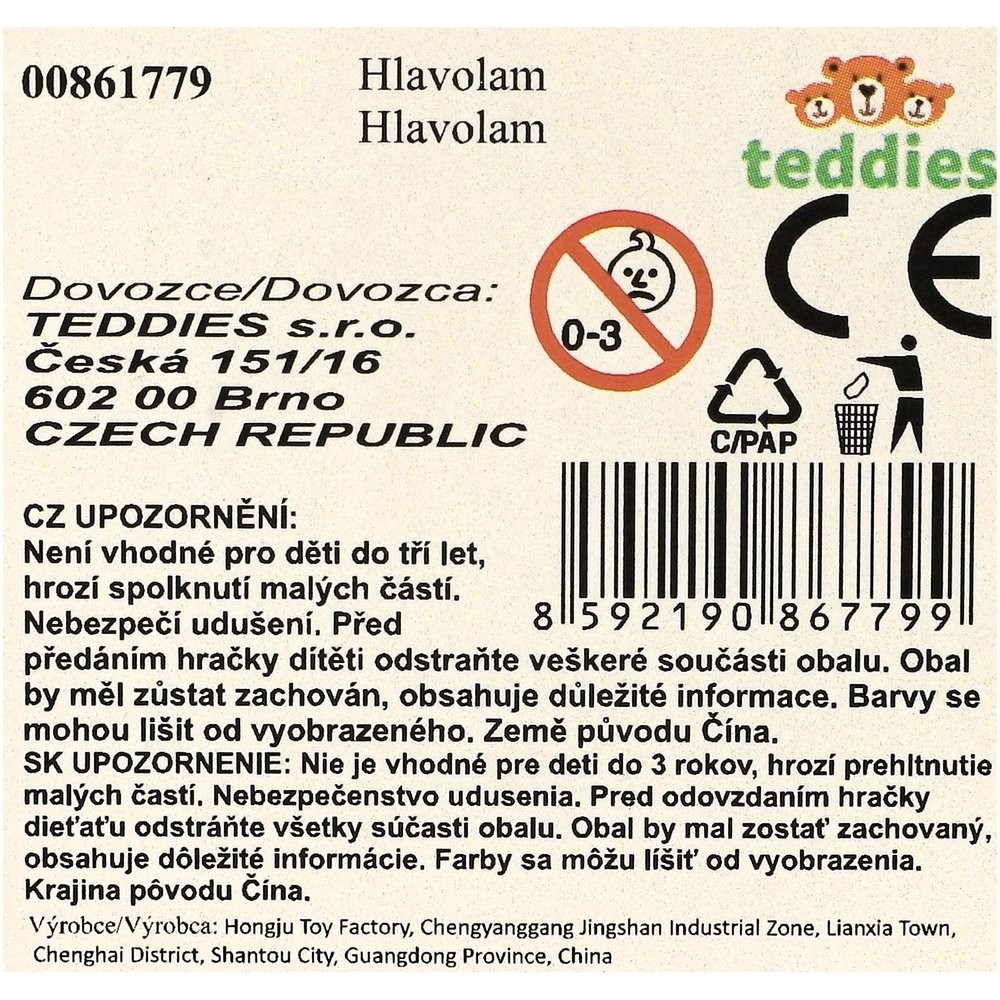 00861779
Hlavolam
Hlavolam
teddies
CE
Dovozce/Dovozca:
TEDDIES s.r.o.
Česká 151/16
602 00 Brno
CZECH REPUBLIC
0-3
C/PAP
8 592190 867799
CZ UPOZORNĚNÍ:
Není vhodné pro děti do tří let,
hrozí spolknutí malých částí.
Nebezpečí udušení. Před
předáním hračky dítěti odstraňte veškeré součásti obalu. Obal
by měl zůstat zachován, obsahuje důležité informace. Barvy se
mohou lišit od vyobrazeného. Země původu Čína.
SK UPOZORNENIE: Nie je vhodné pre deti do 3 rokov, hrozí prehltnutie
malých častí. Nebezpečenstvo udusenia. Pred odovzdaním hračky
dieťaťu odstráňte všetky súčasti obalu. Obal by mal zostať zachovaný,
obsahuje dôležité informácie. Farby sa môžu líšiť od vyobrazenia.
Krajina pôvodu Čína.
Výrobce/Výrobca: Hongju Toy Factory, Chengyanggang Jingshan Industrial Zone, Lianxia Town,
Chenghai District, Shantou City, Guangdong Province, China